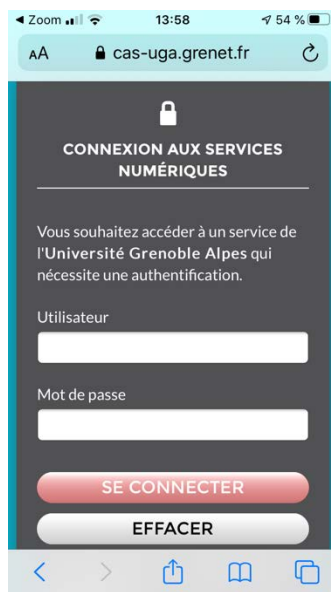 Zoom 13:58 54 %
AA cas-uga.grenet.fr
CONNEXION AUX SERVICES
NUMÉRIQUES
Vous souhaitez accéder à un service de
l'Université Grenoble Alpes qui
nécessite une authentification.
Utilisateur
Mot de passe
SE CONNECTER
EFFACER